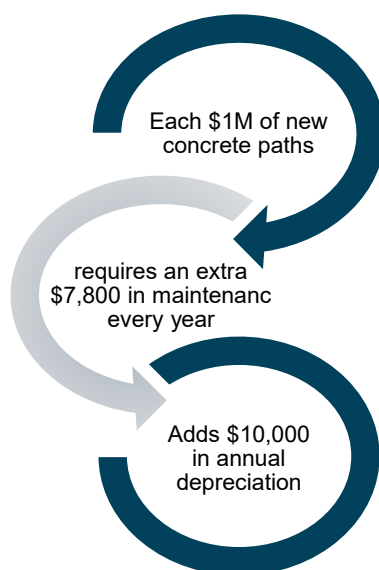 Each $1M of new
concrete paths
requires an extra
$7,800 in maintenanc
every year
Adds $10,000
in annual
depreciation